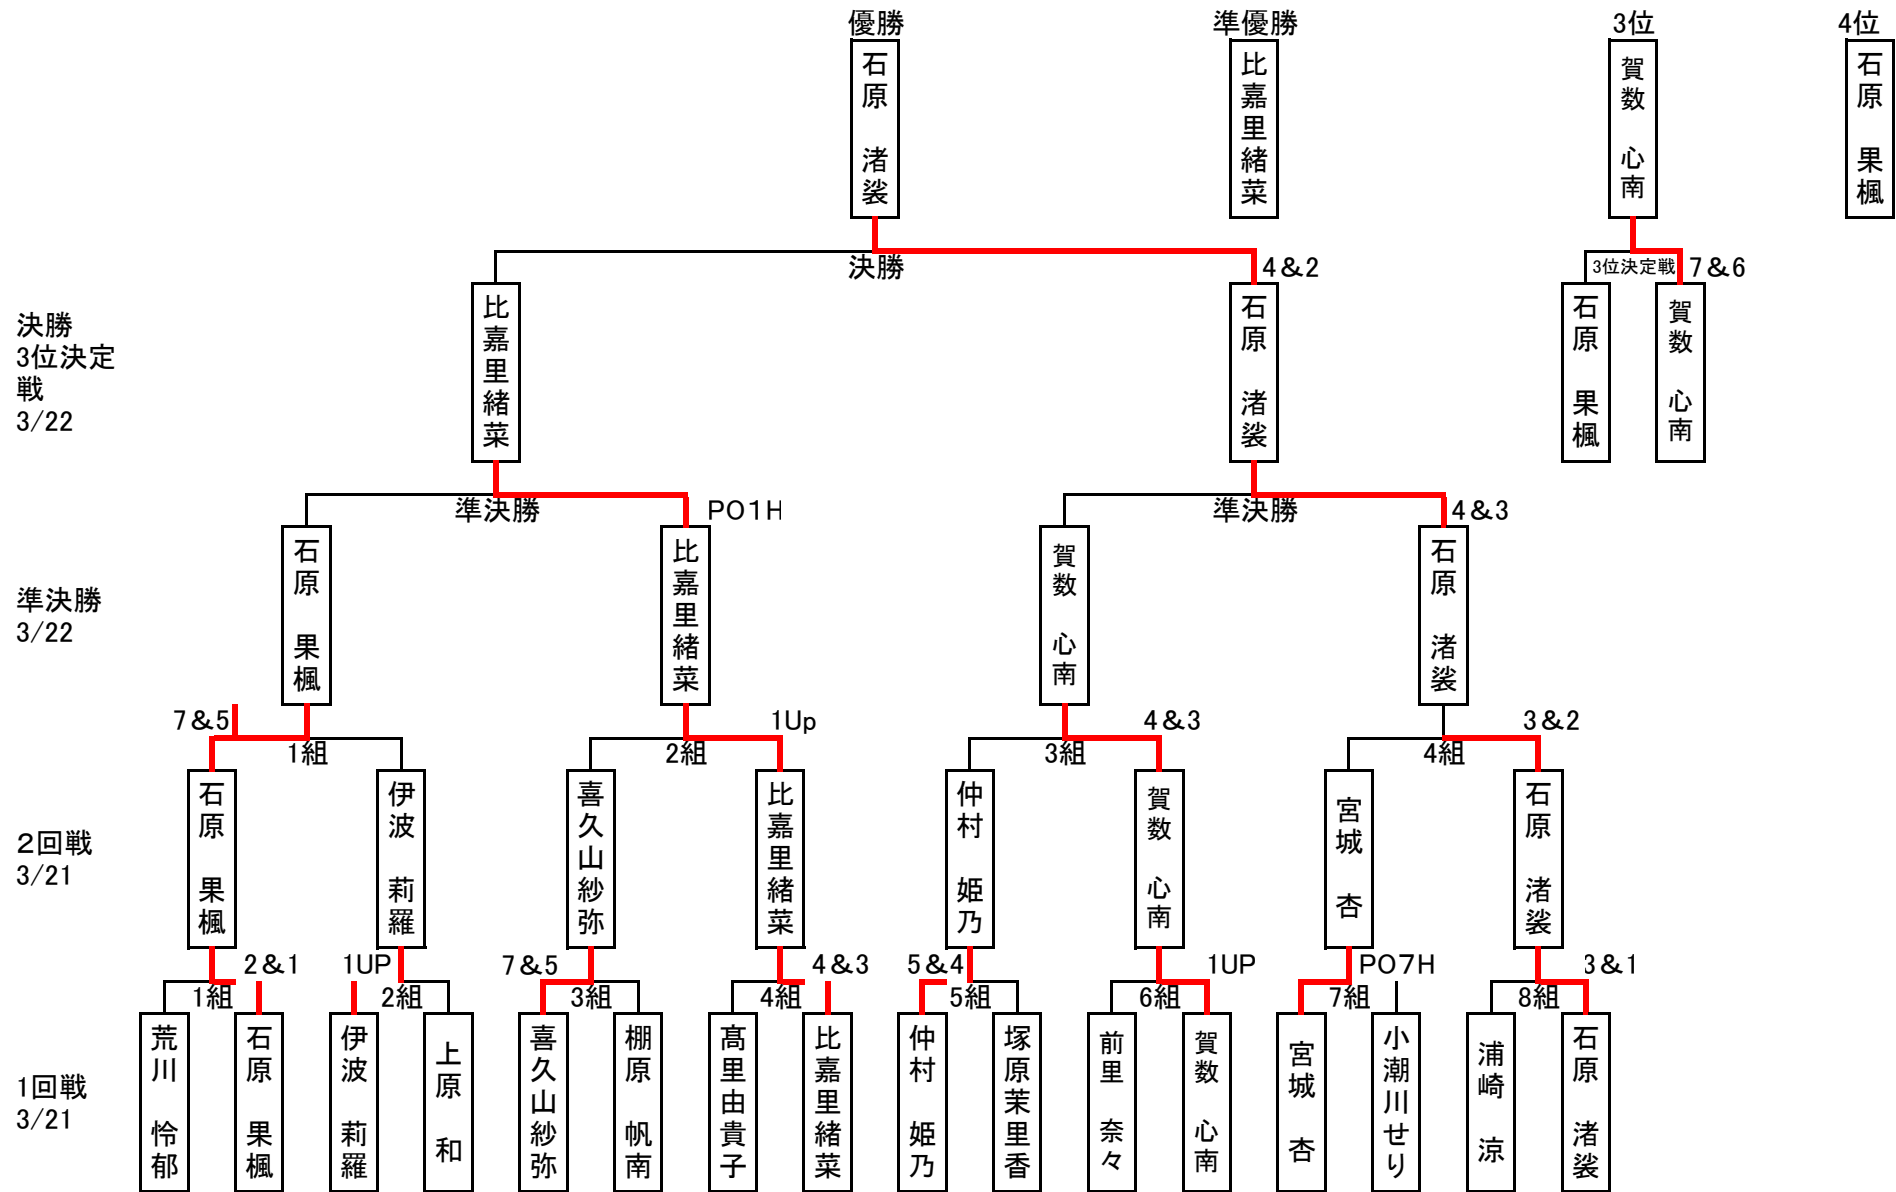 優勝
準優勝
3位
4位
石原 渚裟
比嘉里緒菜
賀数 心南
石原 果楓
決勝
4&2
3位決定戦
7&6
決勝
3位決定
戦
3/22
比嘉里緒菜
石原 渚裟
石原 果楓
賀数 心南
準決勝
PO1H
準決勝
4&3
準決勝
3/22
石原 果楓
比嘉里緒菜
賀数 心南
石原 渚裟
7&5
1組
1Up
2組
4&3
3組
3&2
4組
2回戦
3/21
石原 果楓
伊波 莉羅
喜久山紗弥
比嘉里緒菜
仲村 姫乃
賀数 心南
宮城 杏
石原 渚裟
2&1
1組
1UP
2組
7&5
3組
4&3
4組
5&4
5組
1UP
6組
PO7H
7組
3&1
8組
1回戦
3/21
荒川 怜郁
石原 果楓
伊波 莉羅
上原 和
喜久山紗弥
棚原 帆南
髙里由貴子
比嘉里緒菜
仲村 姫乃
塚原茉里香
前里 奈々
賀数 心南
宮城 杏
小潮川せり
浦崎 涼
石原 渚裟